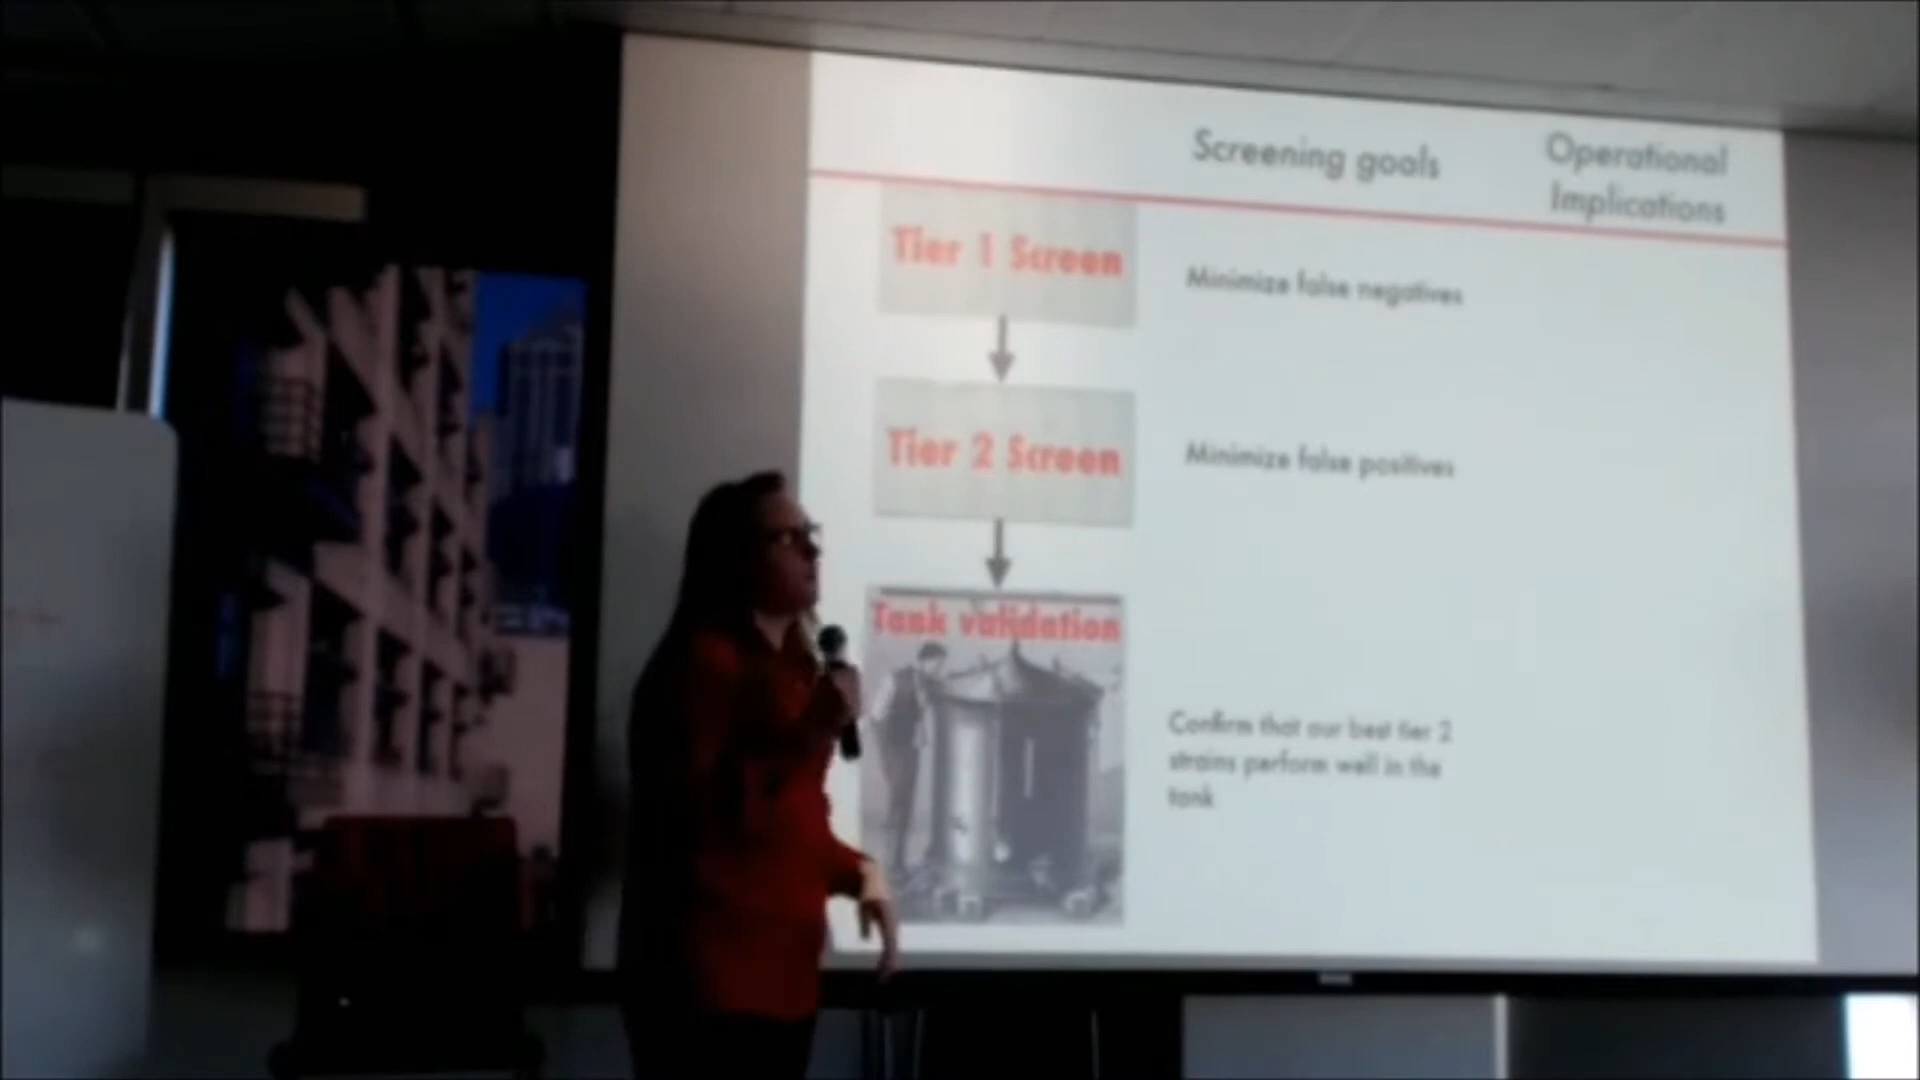 Screening goals
Operational
Implications
Tier 1 Screen
Minimize false negatives
Tier 2 Screen
Minimize false positives
Tank validation
Confirm that our best tier 2
strains perform well in the
tank